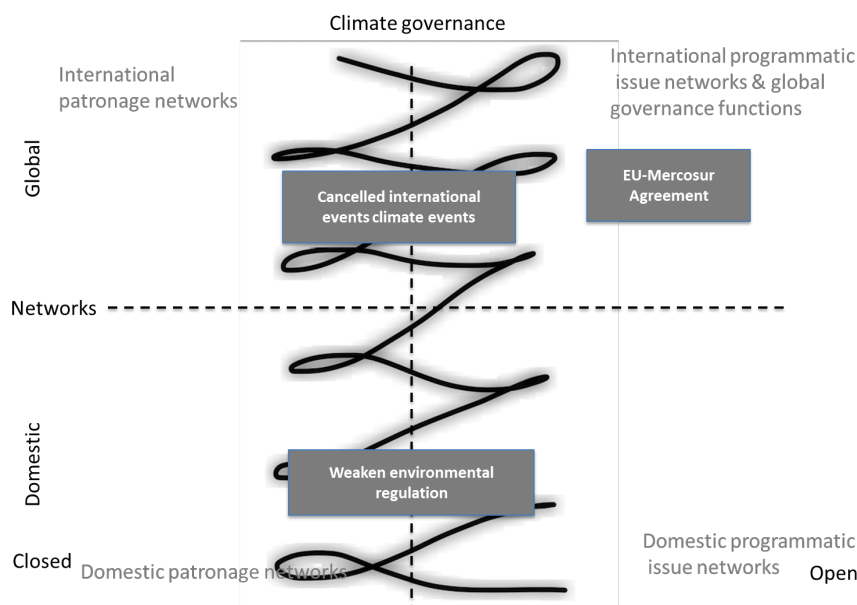 Climate governance
International
patronage networks
International programmatic
issue networks & global
governance functions
Global
EU-Mercosur
Agreement
Cancelled international
events climate events
Networks
Domestic
Weaken environmental
regulation
Closed
Domestic patronage networks
Domestic programmatic
issue networks
Open